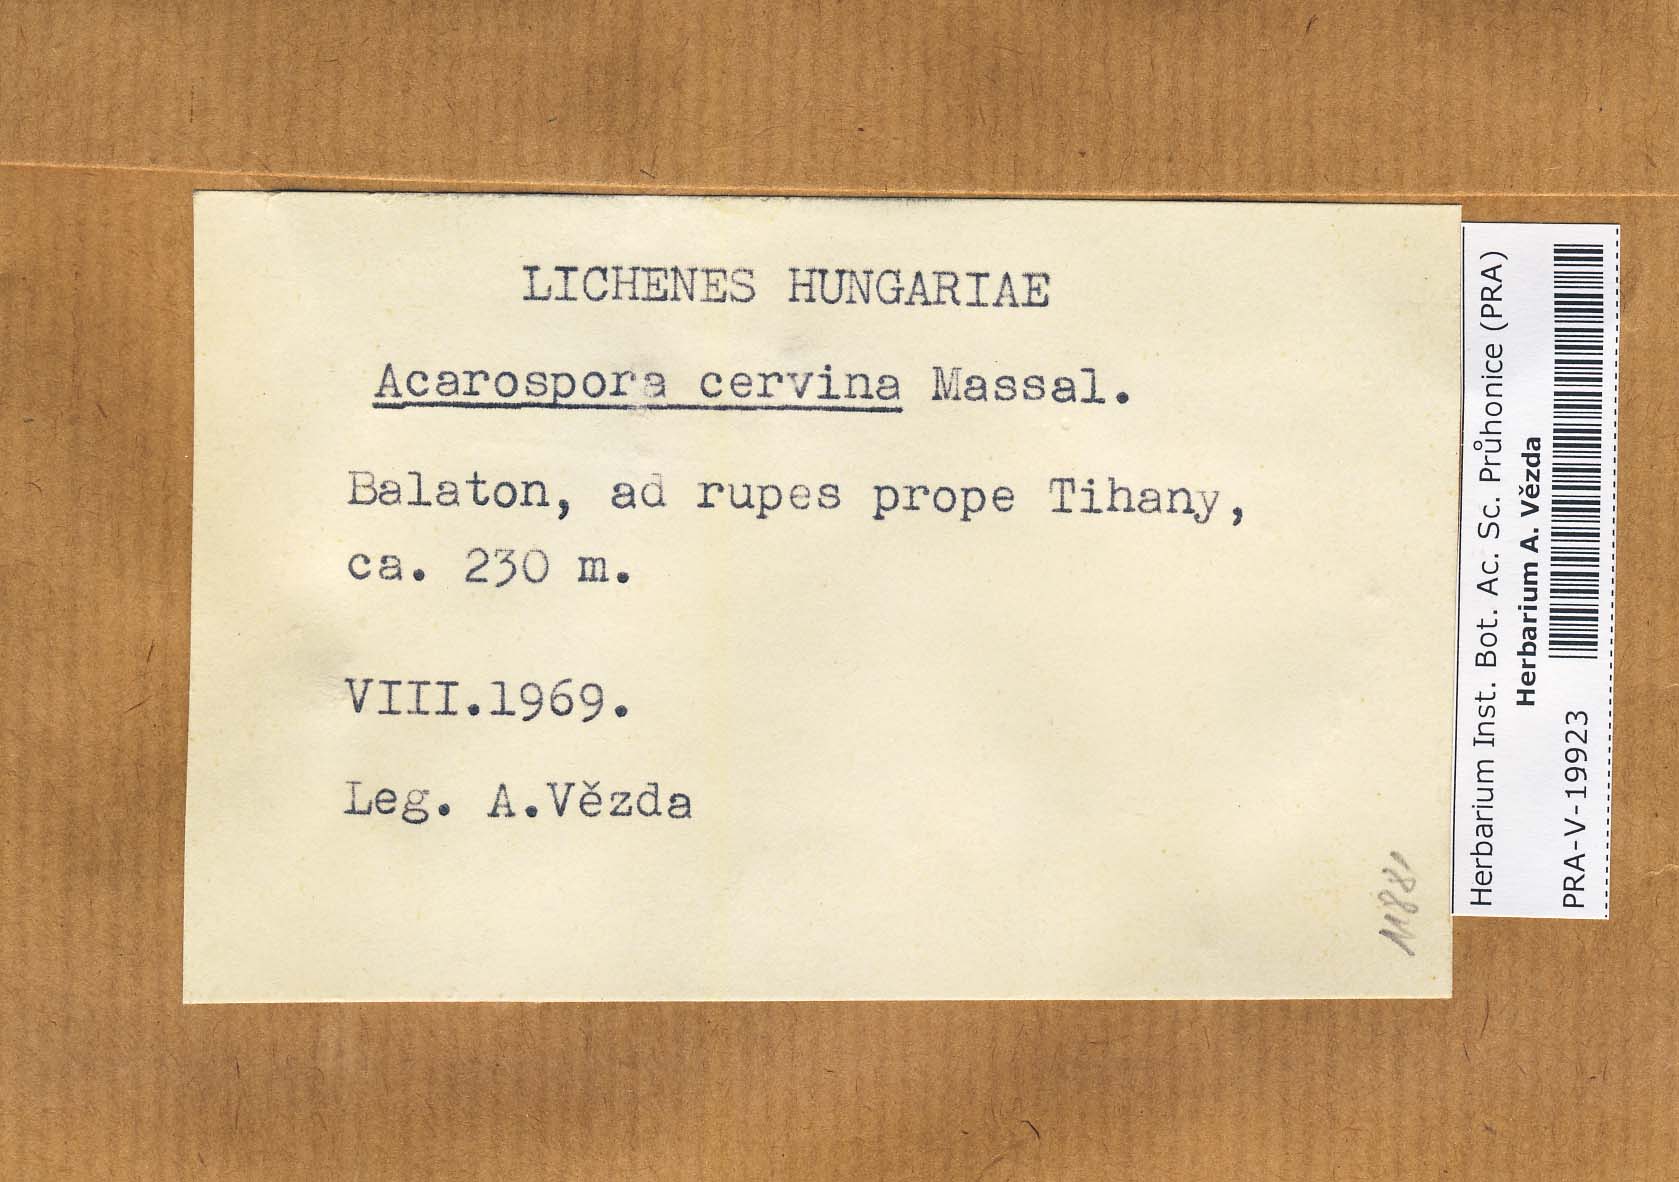 LICHENES HUNGARIAE
Acarospora cervina Massal.
Balaton, ad rupes prope Tihany,
ca. 230 m.
VIII.1969.
Leg. A.Vězda
Herbarium Inst. Bot. Ac. Sc. Průhonice (PRA)
Herbarium A. Vězda
PRA-V-19923